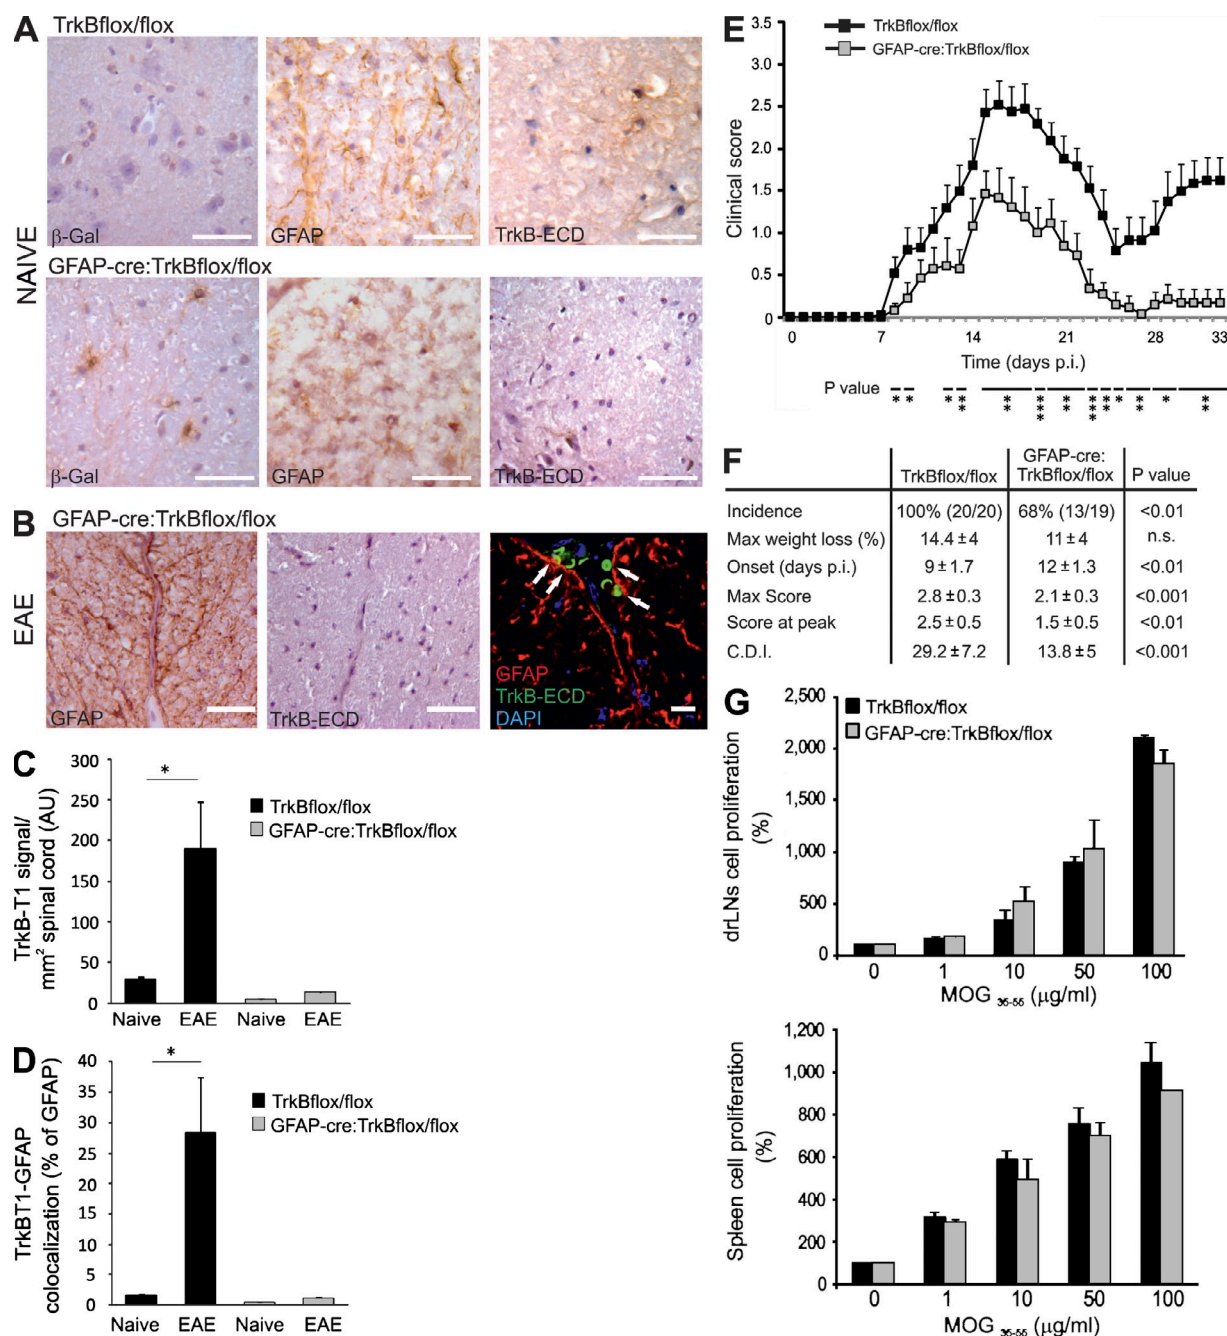 A
TrkBflox/flox
NAIVE
β-Gal
GFAP
TrkB-ECD
GFAP-cre:TrkBflox/flox
β-Gal
GFAP
TrkB-ECD
B
GFAP-cre:TrkBflox/flox
EAE
GFAP
TrkB-ECD
GFAP
TrkB-ECD
DAPI
C
TrkB-T1 signal/
mm² spinal cord (AU)
300
250
200
150
100
50
0
*
TrkBflox/flox
GFAP-cre:TrkBflox/flox
Naive EAE Naive EAE
D
TrkBT1-GFAP
colocalization (% of GFAP)
40
35
30
25
20
15
10
5
0
*
TrkBflox/flox
GFAP-cre:TrkBflox/flox
Naive EAE Naive EAE
E
Clinical score
3.5
3.0
2.5
2.0
1.5
1.0
0.5
0
TrkBflox/flox
GFAP-cre:TrkBflox/flox
0 7 14 21 28 33
Time (days p.i.)
P value * * * ** ** *** ** *** ** * ** * **
F
TrkBflox/flox GFAP-cre:TrkBflox/flox P value
Incidence 100% (20/20) 68% (13/19) <0.01
Max weight loss (%) 14.4±4 11±4 n.s.
Onset (days p.i.) 9±1.7 12±1.3 <0.01
Max Score 2.8±0.3 2.1±0.3 <0.001
Score at peak 2.5±0.5 1.5±0.5 <0.01
C.D.I. 29.2±7.2 13.8±5 <0.001
G
drLNs cell proliferation
(%)
2,500
2,000
1,500
1,000
500
0
TrkBflox/flox
GFAP-cre:TrkBflox/flox
0 1 10 50 100
MOG 35-55 (µg/ml)
Spleen cell proliferation
(%)
1,200
1,000
800
600
400
200
0
0 1 10 50 100
MOG 35-55 (µg/ml)